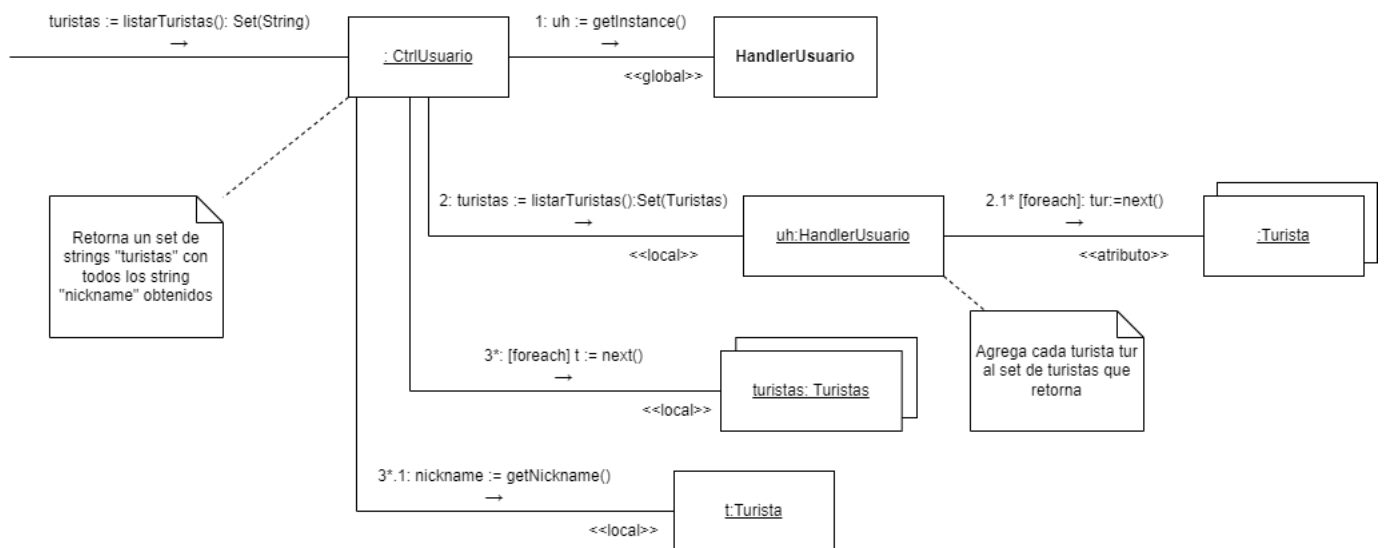 turistas := listarTuristas(): Set(String)
→
: CtrlUsuario
1: uh := getInstance()
→
<<global>>
HandlerUsuario
Retorna un set de
strings "turistas" con
todos los string
"nickname" obtenidos
2: turistas := listarTuristas():Set(Turistas)
→
<<local>>
uh:HandlerUsuario
2.1* [foreach]: tur:=next()
→
<<atributo>>
:Turista
Agrega cada turista tur
al set de turistas que
retorna
3*: [foreach] t := next()
→
<<local>>
turistas: Turistas
3*.1: nickname := getNickname()
→
<<local>>
t:Turista